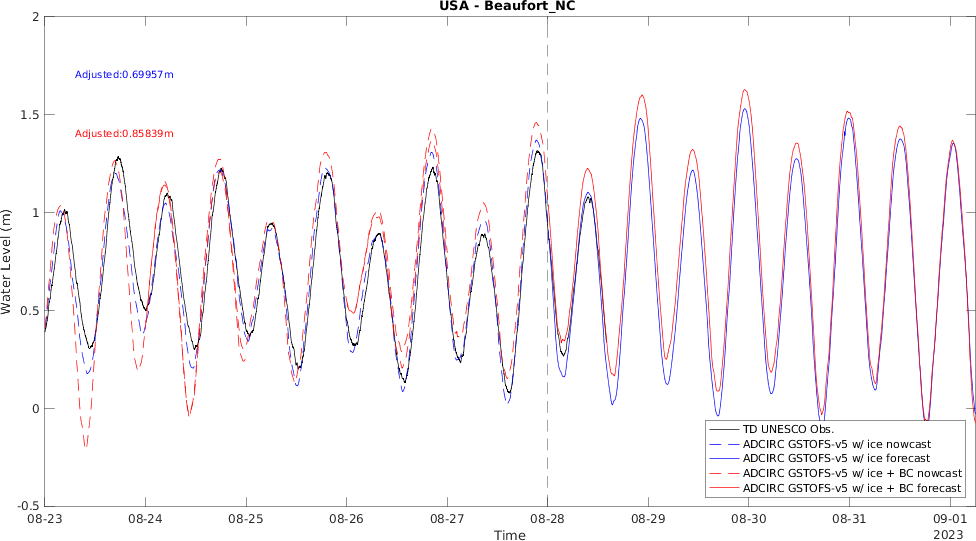 USA - Beaufort_NC
2
1.5
1
0.5
0
-0.5
Water Level (m)
Adjusted:0.69957m
Adjusted:0.85839m
TD UNESCO Obs.
ADCIRC GSTOFS-v5 w/ ice nowcast
ADCIRC GSTOFS-v5 w/ ice forecast
ADCIRC GSTOFS-v5 w/ ice + BC nowcast
ADCIRC GSTOFS-v5 w/ ice + BC forecast
08-23 08-24 08-25 08-26 08-27 08-28 08-29 08-30 08-31 09-01
Time
2023